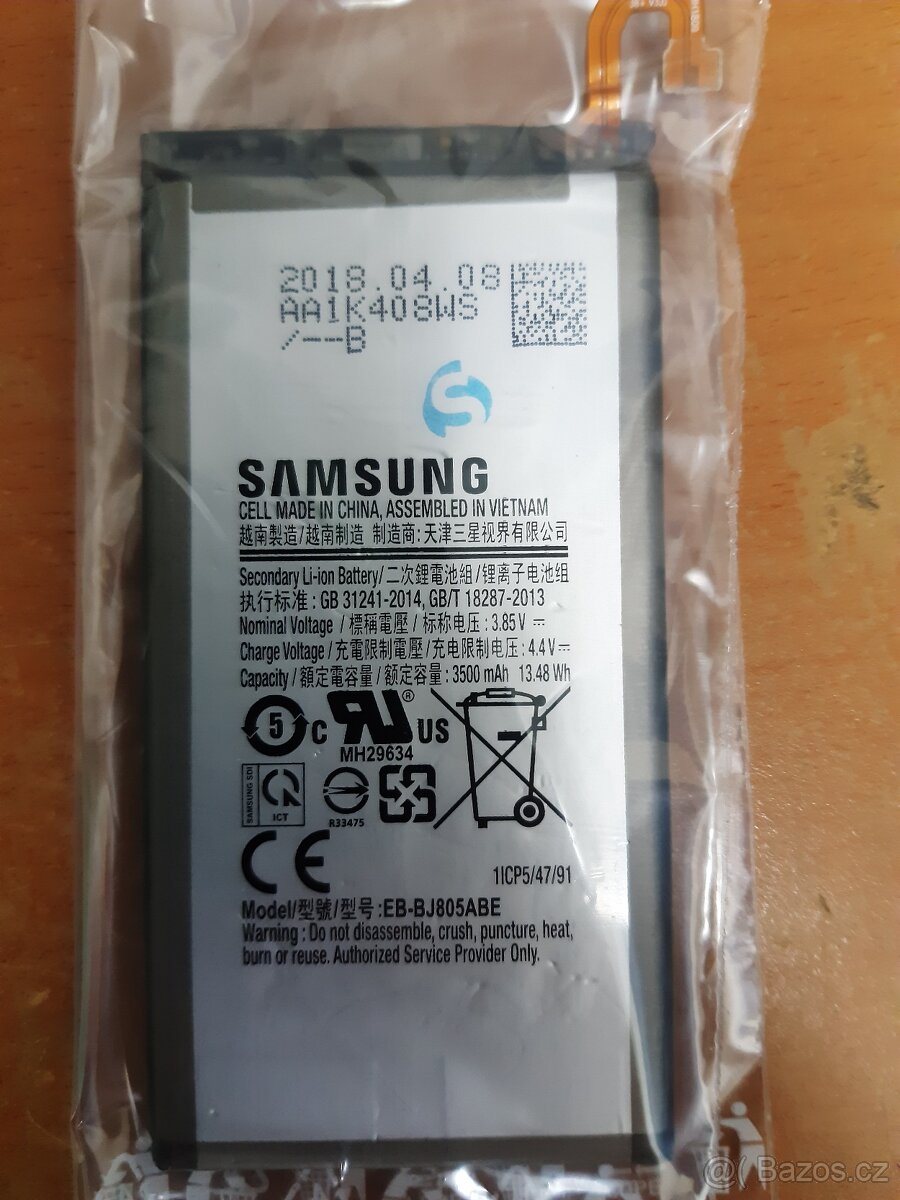 2018.04.08
AA1K408WS
/--B
S
SAMSUNG
CELL MADE IN CHINA, ASSEMBLED IN VIETNAM
越南製造/越南制造 制造商:天津三星视界有限公司
Secondary Li-ion Battery/二次鋰電池組/锂离子电池组
执行标准 : GB 31241-2014, GB/T 18287-2013
Nominal Voltage / 標稱電壓 / 标称电压 : 3.85V ⎓
Charge Voltage / 充電限制電壓 / 充电限制电压 : 4.4V ⎓
Capacity / 額定電容量 / 额定容量 : 3500 mAh 13.48 Wh
5 C RU ® US
MH29634
SAMSUNG SDI
ICT
R33475
CE
1ICP5/47/91
Model/型號/型号 :EB-BJ805ABE
Warning : Do not disassemble, crush, puncture, heat,
burn or reuse. Authorized Service Provider Only.
Bazos.cz